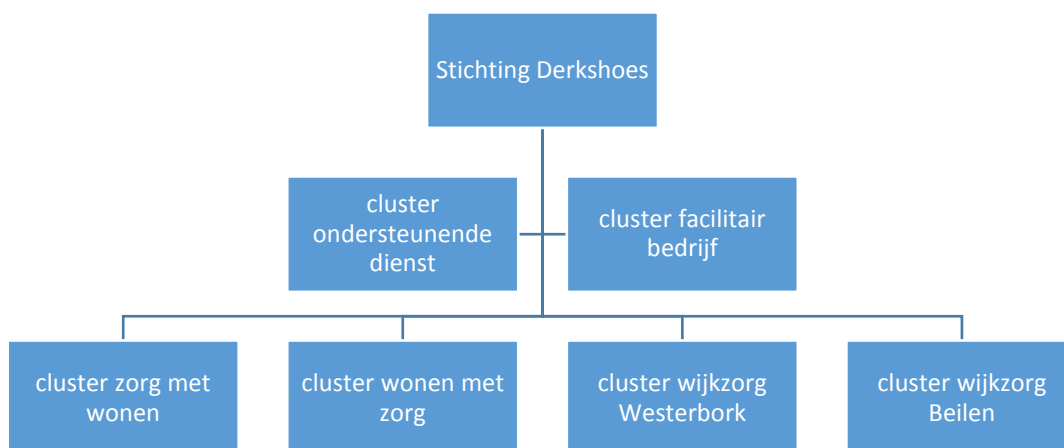 Stichting Derkshoes
cluster
ondersteunende
dienst
cluster facilitair
bedrijf
cluster zorg met
wonen
cluster wonen met
zorg
cluster wijkzorg
Westerbork
cluster wijkzorg
Beilen